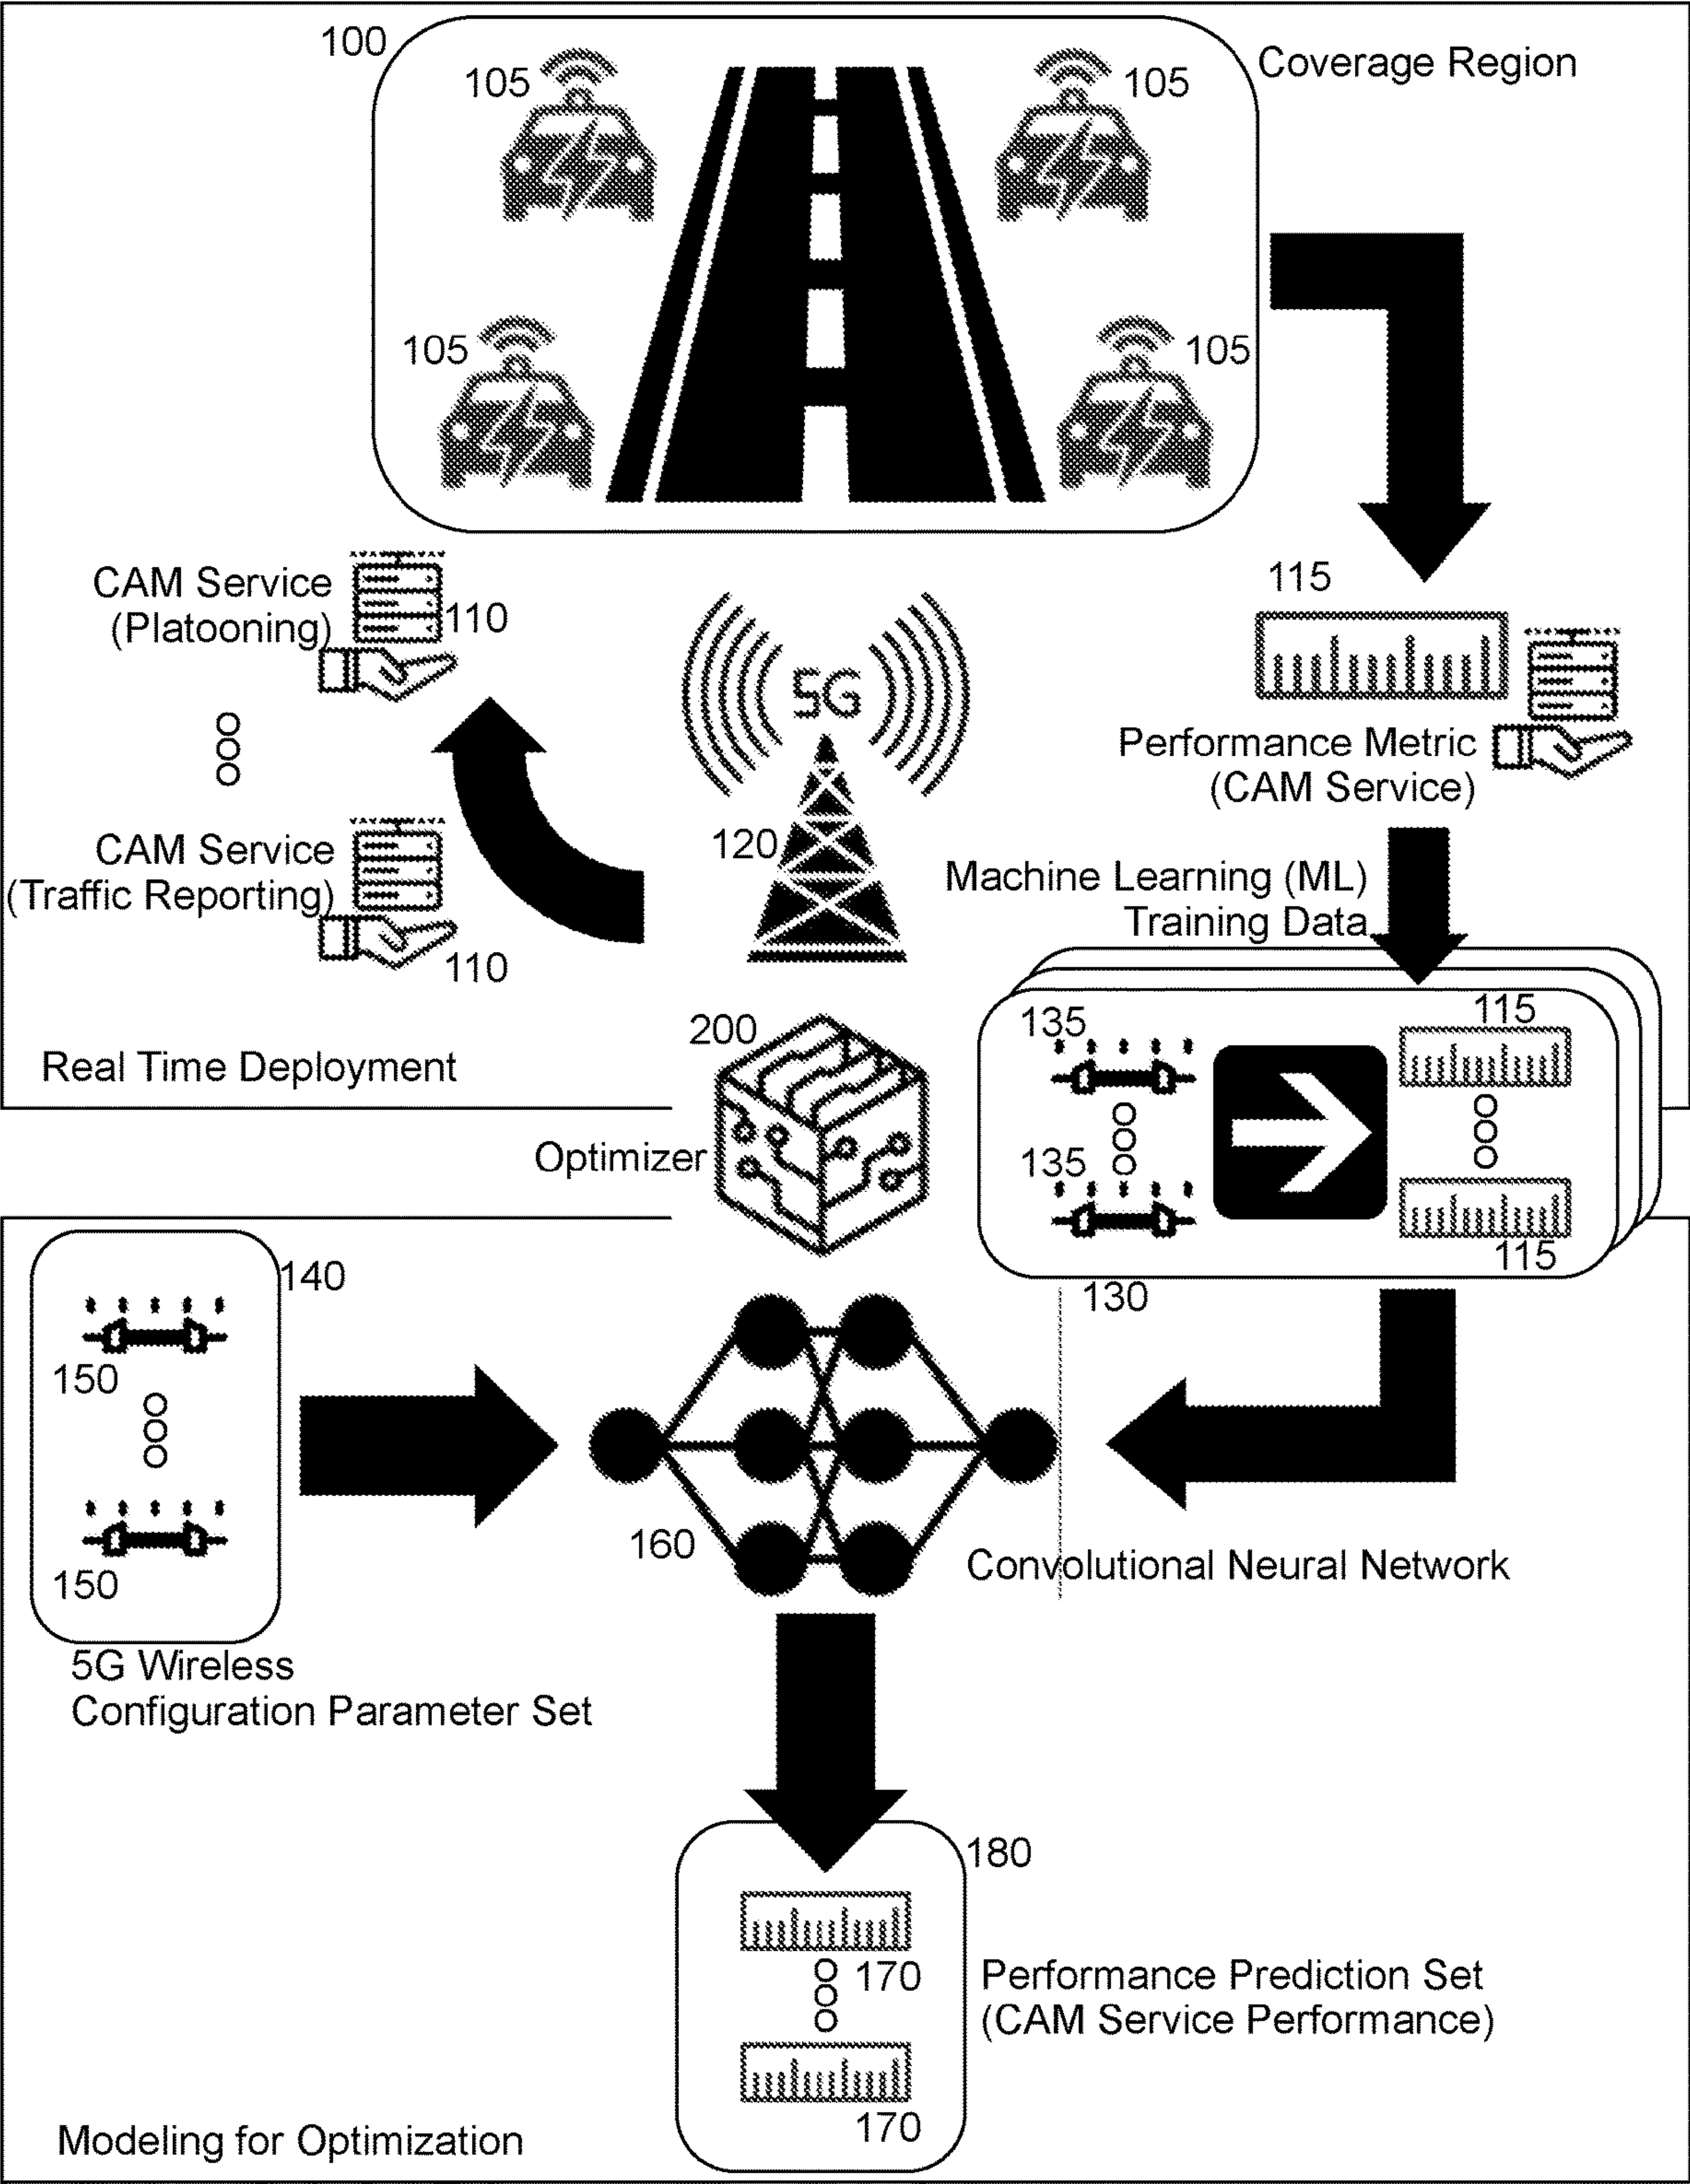 100
105
105
Coverage Region
105
105
CAM Service
(Platooning)
110
115
5G
Performance Metric
(CAM Service)
120
CAM Service
(Traffic Reporting)
110
Machine Learning (ML)
Training Data
200
135
115
Real Time Deployment
Optimizer
135
115
140
130
150
160
150
Convolutional Neural Network
5G Wireless
Configuration Parameter Set
180
170
Performance Prediction Set
(CAM Service Performance)
170
Modeling for Optimization